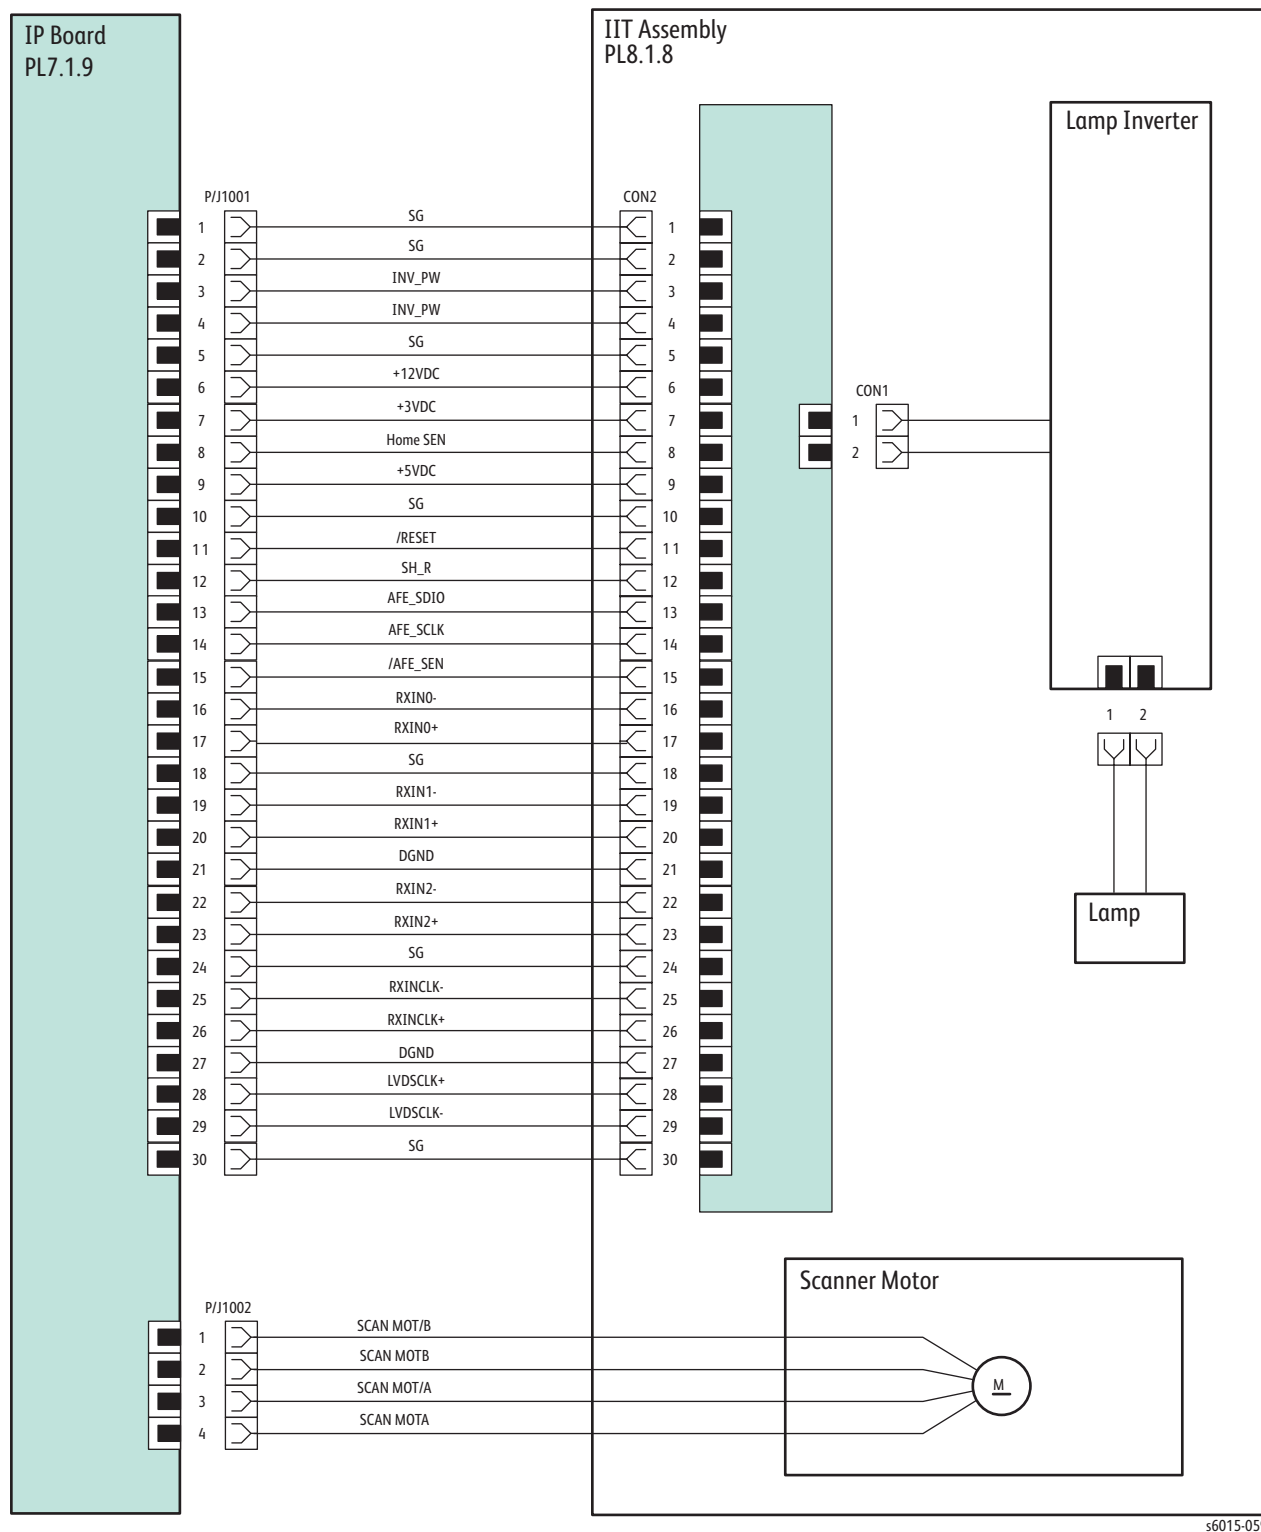 IP Board
PL7.1.9
IIT Assembly
PL8.1.8
Lamp Inverter
P/J1001
CON2
1 SG 1
2 SG 2
3 INV_PW 3
4 INV_PW 4
5 SG 5
6 +12VDC 6
7 +3VDC 7
8 Home SEN 8
9 +5VDC 9
10 SG 10
11 /RESET 11
12 SH_R 12
13 AFE_SDIO 13
14 AFE_SCLK 14
15 /AFE_SEN 15
16 RXIN0- 16
17 RXIN0+ 17
18 SG 18
19 RXIN1- 19
20 RXIN1+ 20
21 DGND 21
22 RXIN2- 22
23 RXIN2+ 23
24 SG 24
25 RXINCLK- 25
26 RXINCLK+ 26
27 DGND 27
28 LVDSCLK+ 28
29 LVDSCLK- 29
30 SG 30
CON1
1
2
1 2
Lamp
Scanner Motor
P/J1002
1 SCAN MOT/B
2 SCAN MOTB
3 SCAN MOT/A
4 SCAN MOTA
M